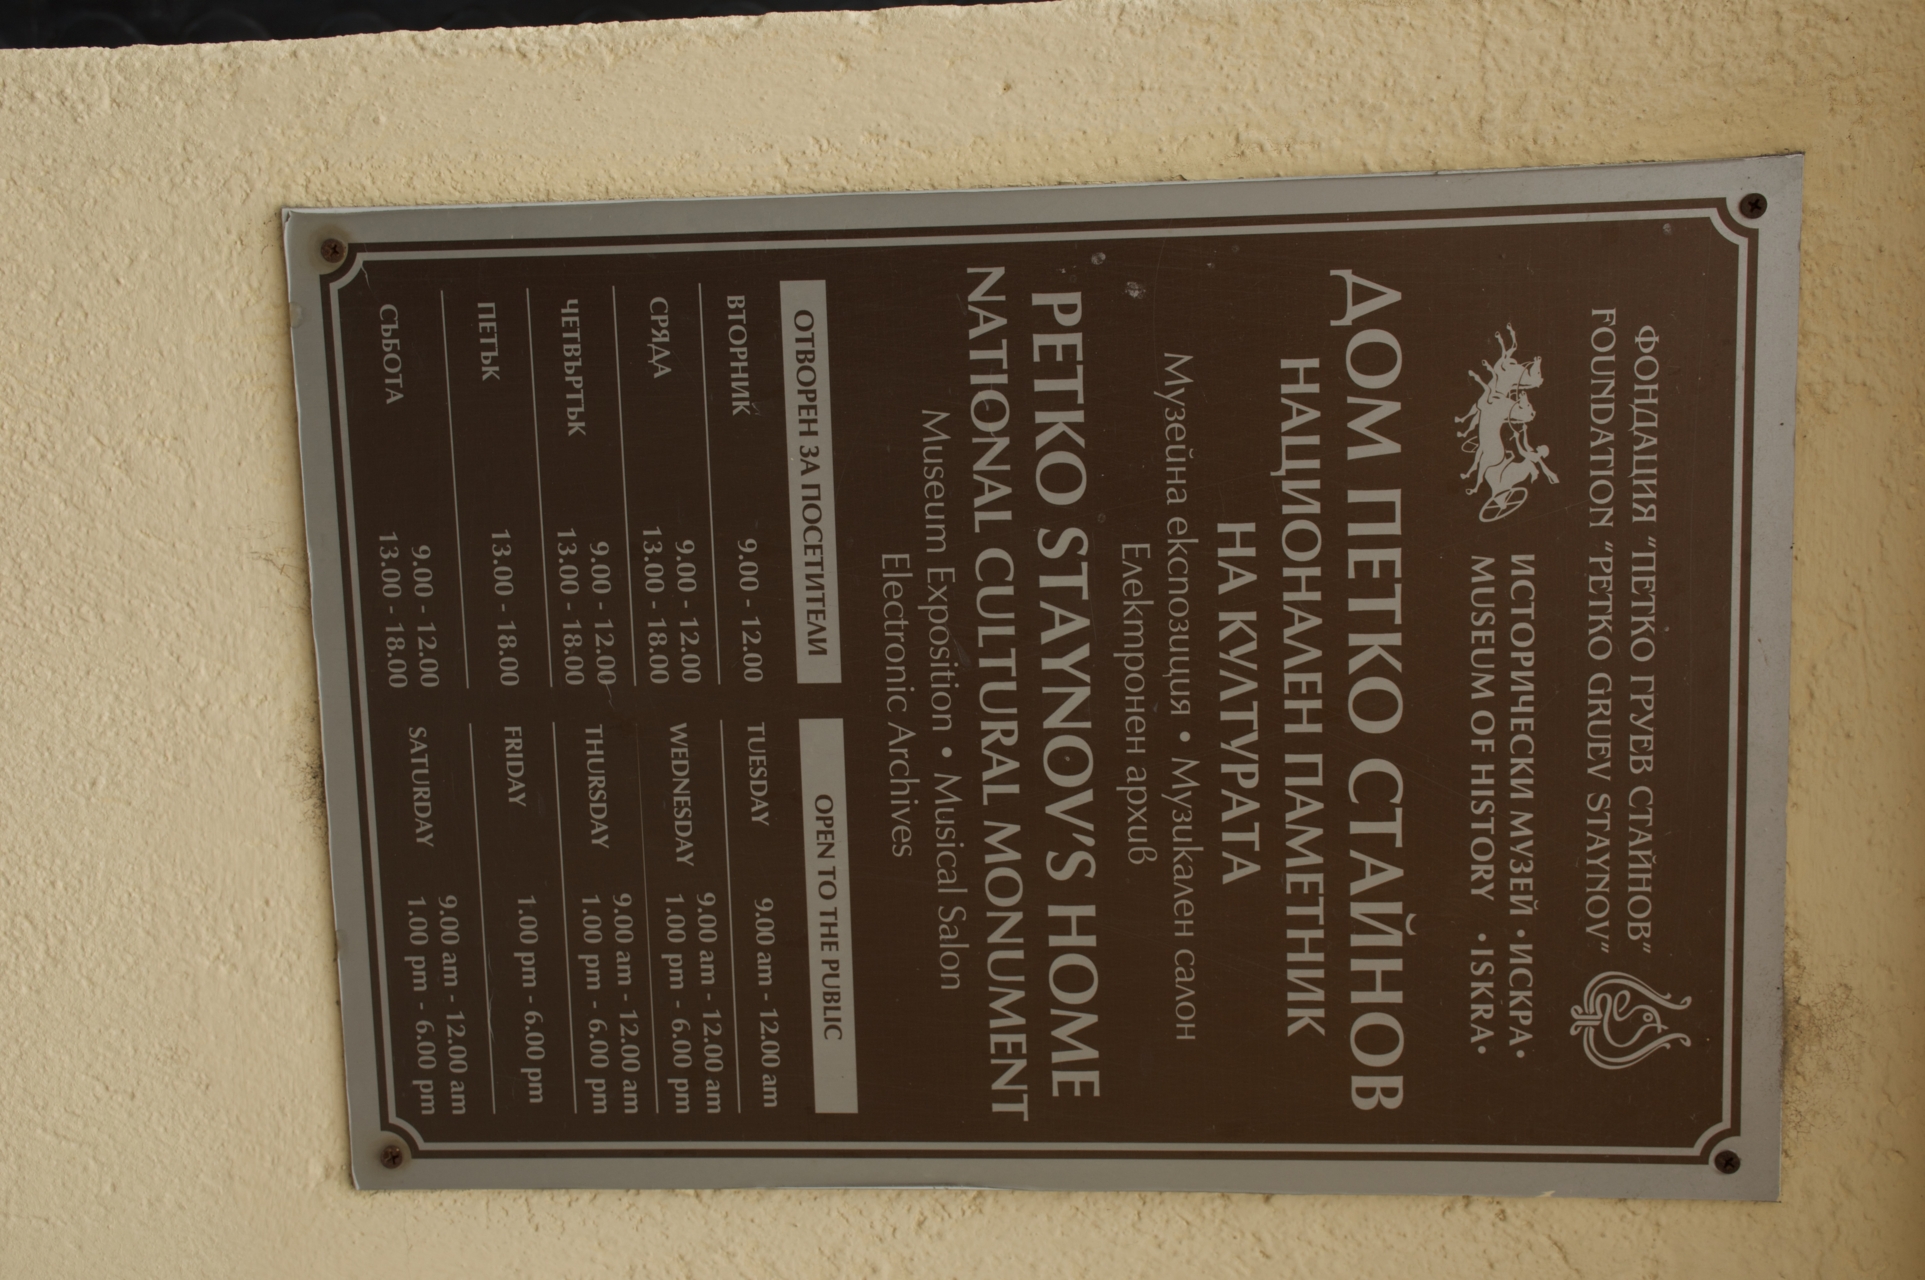 ФОНДАЦИЯ "ПЕТКО ГРУЕВ СТАЙНОВ"
FOUNDATION "PETKO GRUEV STAYNOV"
ИСТОРИЧЕСКИ МУЗЕЙ •ИСКРА•
MUSEUM OF HISTORY •ISKRA•
ДОМ ПЕТКО СТАЙНОВ
НАЦИОНАЛЕН ПАМЕТНИК
НА КУЛТУРАТА
Музейна експозиция • Музикален салон
Електронен архив
PETKO STAYNOV'S HOME
NATIONAL CULTURAL MONUMENT
Museum Exposition • Musical Salon
Electronic Archives
ОТВОРЕН ЗА ПОСЕТИТЕЛИ
ВТОРНИК 9.00 - 12.00
СРЯДА 9.00 - 12.00
13.00 - 18.00
ЧЕТВЪРТЪК 9.00 - 12.00
13.00 - 18.00
ПЕТЪК 13.00 - 18.00
СЪБОТА 9.00 - 12.00
13.00 - 18.00
OPEN TO THE PUBLIC
TUESDAY 9.00 am - 12.00 am
WEDNESDAY 9.00 am - 12.00 am
1.00 pm - 6.00 pm
THURSDAY 9.00 am - 12.00 am
1.00 pm - 6.00 pm
FRIDAY 1.00 pm - 6.00 pm
SATURDAY 9.00 am - 12.00 am
1.00 pm - 6.00 pm